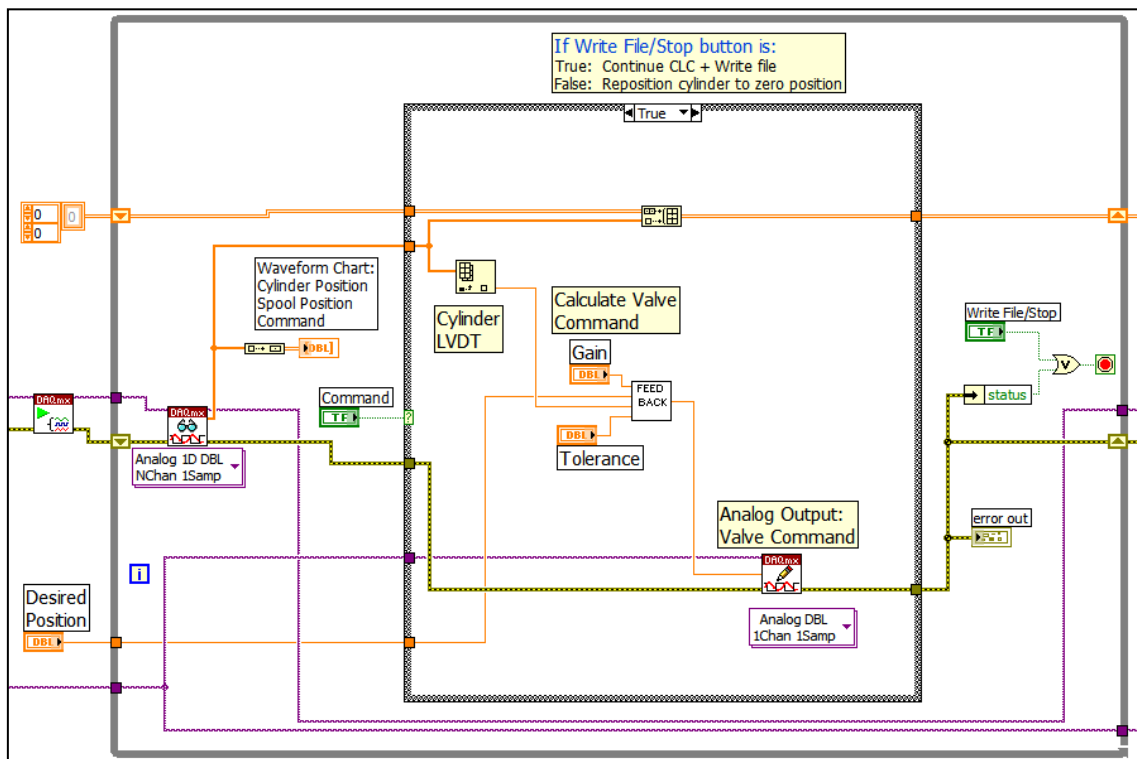 If Write File/Stop button is:
True: Continue CLC + Write file
False: Reposition cylinder to zero position
True
0
0
0
Waveform Chart:
Cylinder Position
Spool Position
Command
DBL
Cylinder
LVDT
Calculate Valve
Command
Gain
DBL
FEED
BACK
DBL
Tolerance
Write File/Stop
TF
V
status
Command
TF
?
DAQmx
DAQmx
Analog 1D DBL
NChan 1Samp
Analog Output:
Valve Command
DAQmx
Analog DBL
1Chan 1Samp
error out
i
Desired
Position
DBL